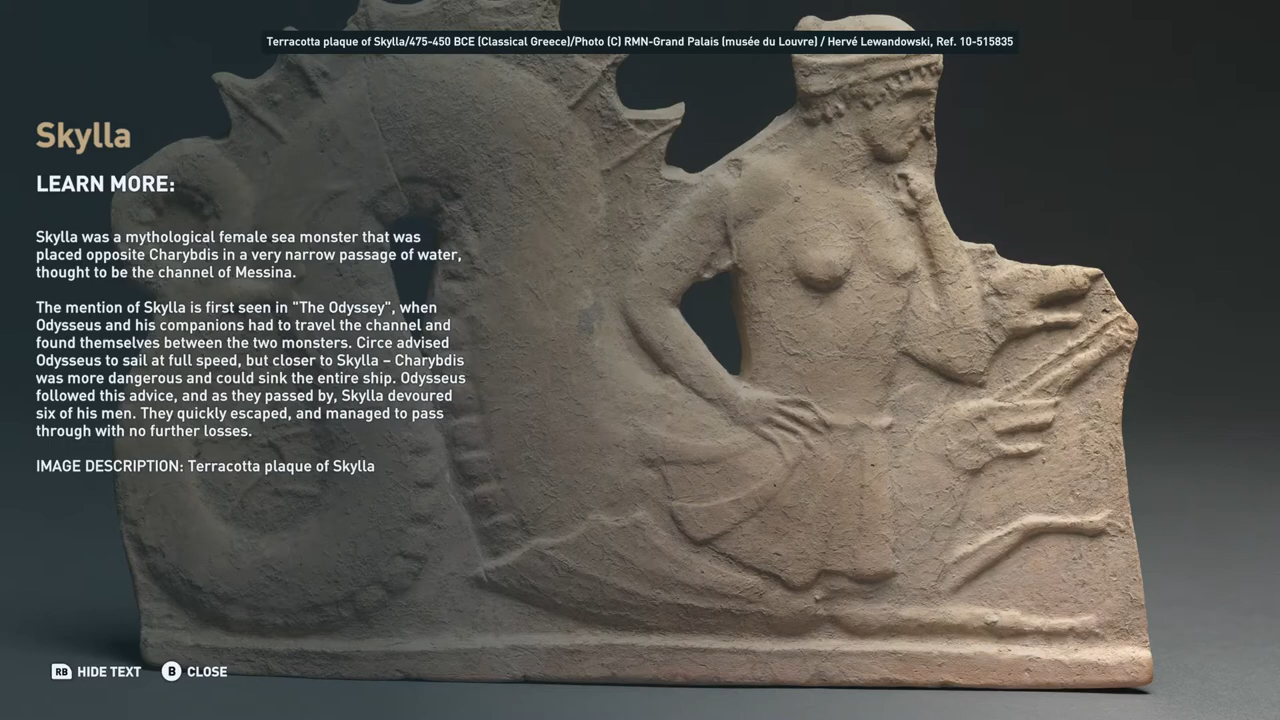 Terracotta plaque of Skylla/475-450 BCE (Classical Greece)/Photo (C) RMN-Grand Palais (musée du Louvre) / Hervé Lewandowski, Ref. 10-515835
Skylla
LEARN MORE:
Skylla was a mythological female sea monster that was
placed opposite Charybdis in a very narrow passage of water,
thought to be the channel of Messina.
The mention of Skylla is first seen in "The Odyssey", when
Odysseus and his companions had to travel the channel and
found themselves between the two monsters. Circe advised
Odysseus to sail at full speed, but closer to Skylla – Charybdis
was more dangerous and could sink the entire ship. Odysseus
followed this advice, and as they passed by, Skylla devoured
six of his men. They quickly escaped, and managed to pass
through with no further losses.
IMAGE DESCRIPTION: Terracotta plaque of Skylla
RB HIDE TEXT B CLOSE